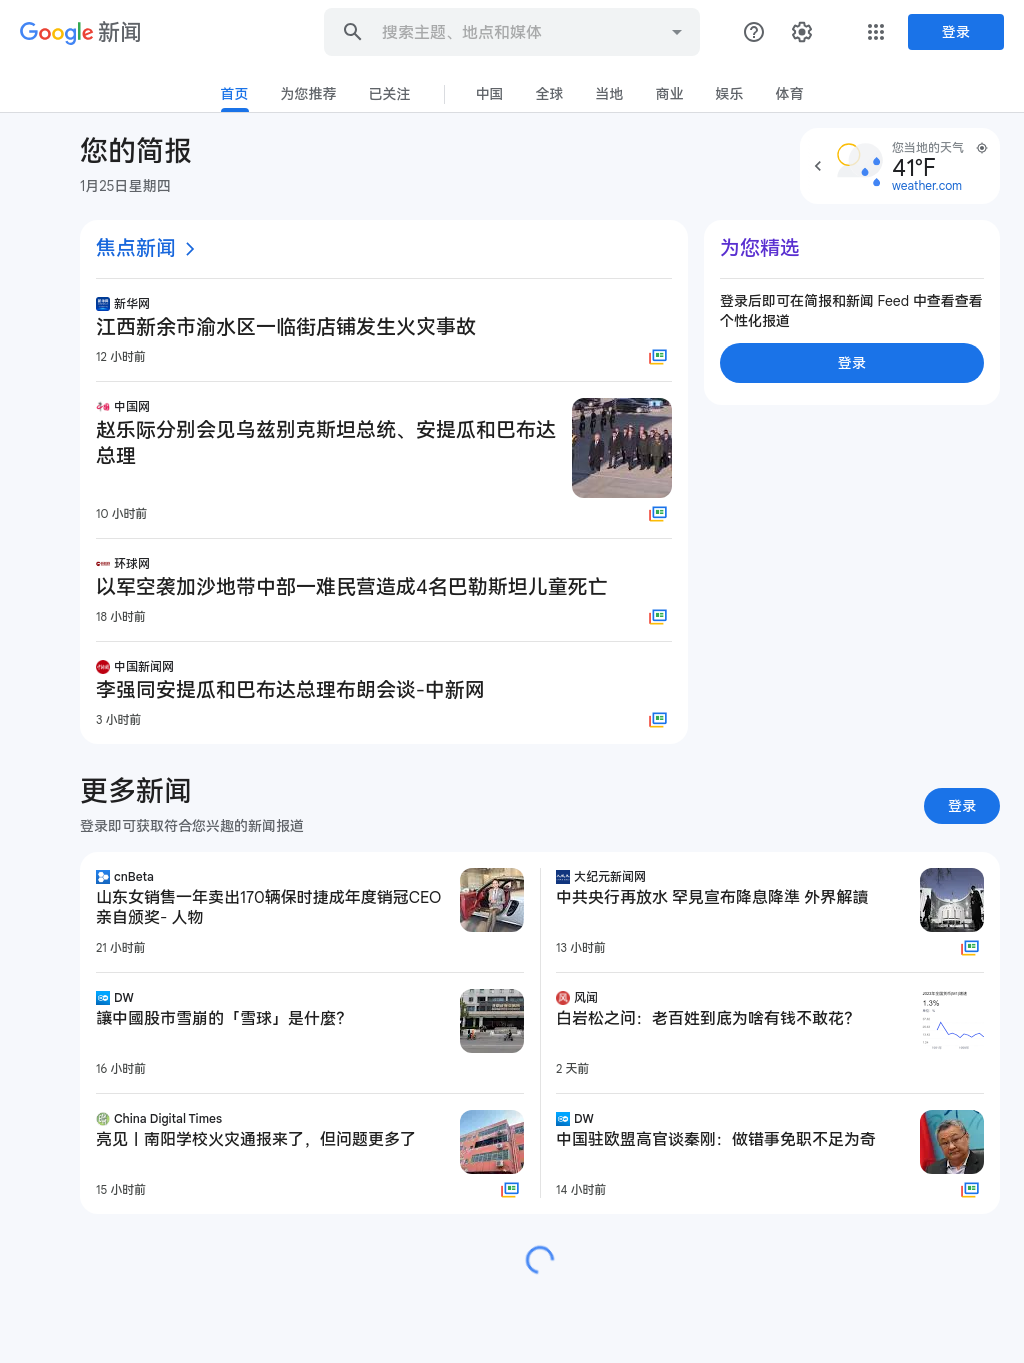 Google 新闻
搜索主题、地点和媒体
登录
首页
为您推荐
已关注
中国
全球
当地
商业
娱乐
体育
您的简报
1月25日星期四
您当地的天气
41°F
weather.com
焦点新闻
新华网
江西新余市渝水区一临街店铺发生火灾事故
12 小时前
中国网
赵乐际分别会见乌兹别克斯坦总统、安提瓜和巴布达
总理
10 小时前
环球网
以军空袭加沙地带中部一难民营造成4名巴勒斯坦儿童死亡
18 小时前
中国新闻网
李强同安提瓜和巴布达总理布朗会谈-中新网
3 小时前
为您精选
登录后即可在简报和新闻 Feed 中查看查看
个性化报道
登录
更多新闻
登录即可获取符合您兴趣的新闻报道
登录
cnBeta
山东女销售一年卖出170辆保时捷成年度销冠CEO
亲自颁奖- 人物
21 小时前
大纪元新闻网
中共央行再放水 罕見宣布降息降準 外界解讀
13 小时前
DW
讓中國股市雪崩的「雪球」是什麼?
16 小时前
风闻
白岩松之问：老百姓到底为啥有钱不敢花?
2 天前
1.3%
China Digital Times
亮见丨南阳学校火灾通报来了，但问题更多了
15 小时前
DW
中国驻欧盟高官谈秦刚：做错事免职不足为奇
14 小时前